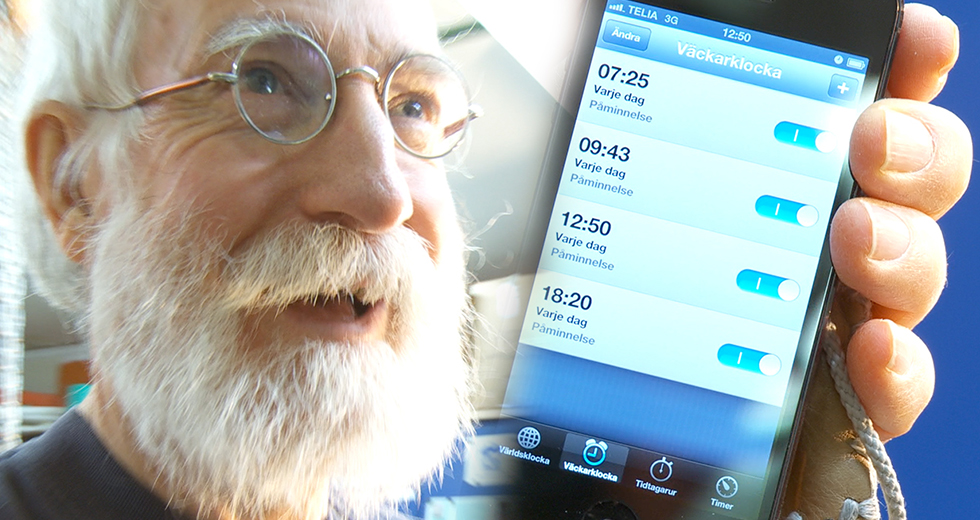 TELIA 3G 12:50
Ändra Väckarklocka +
07:25
Varje dag
Påminnelse
09:43
Varje dag
Påminnelse
12:50
Varje dag
Påminnelse
18:20
Varje dag
Påminnelse
Världsklocka Väckarklocka Tidtagarur Timer